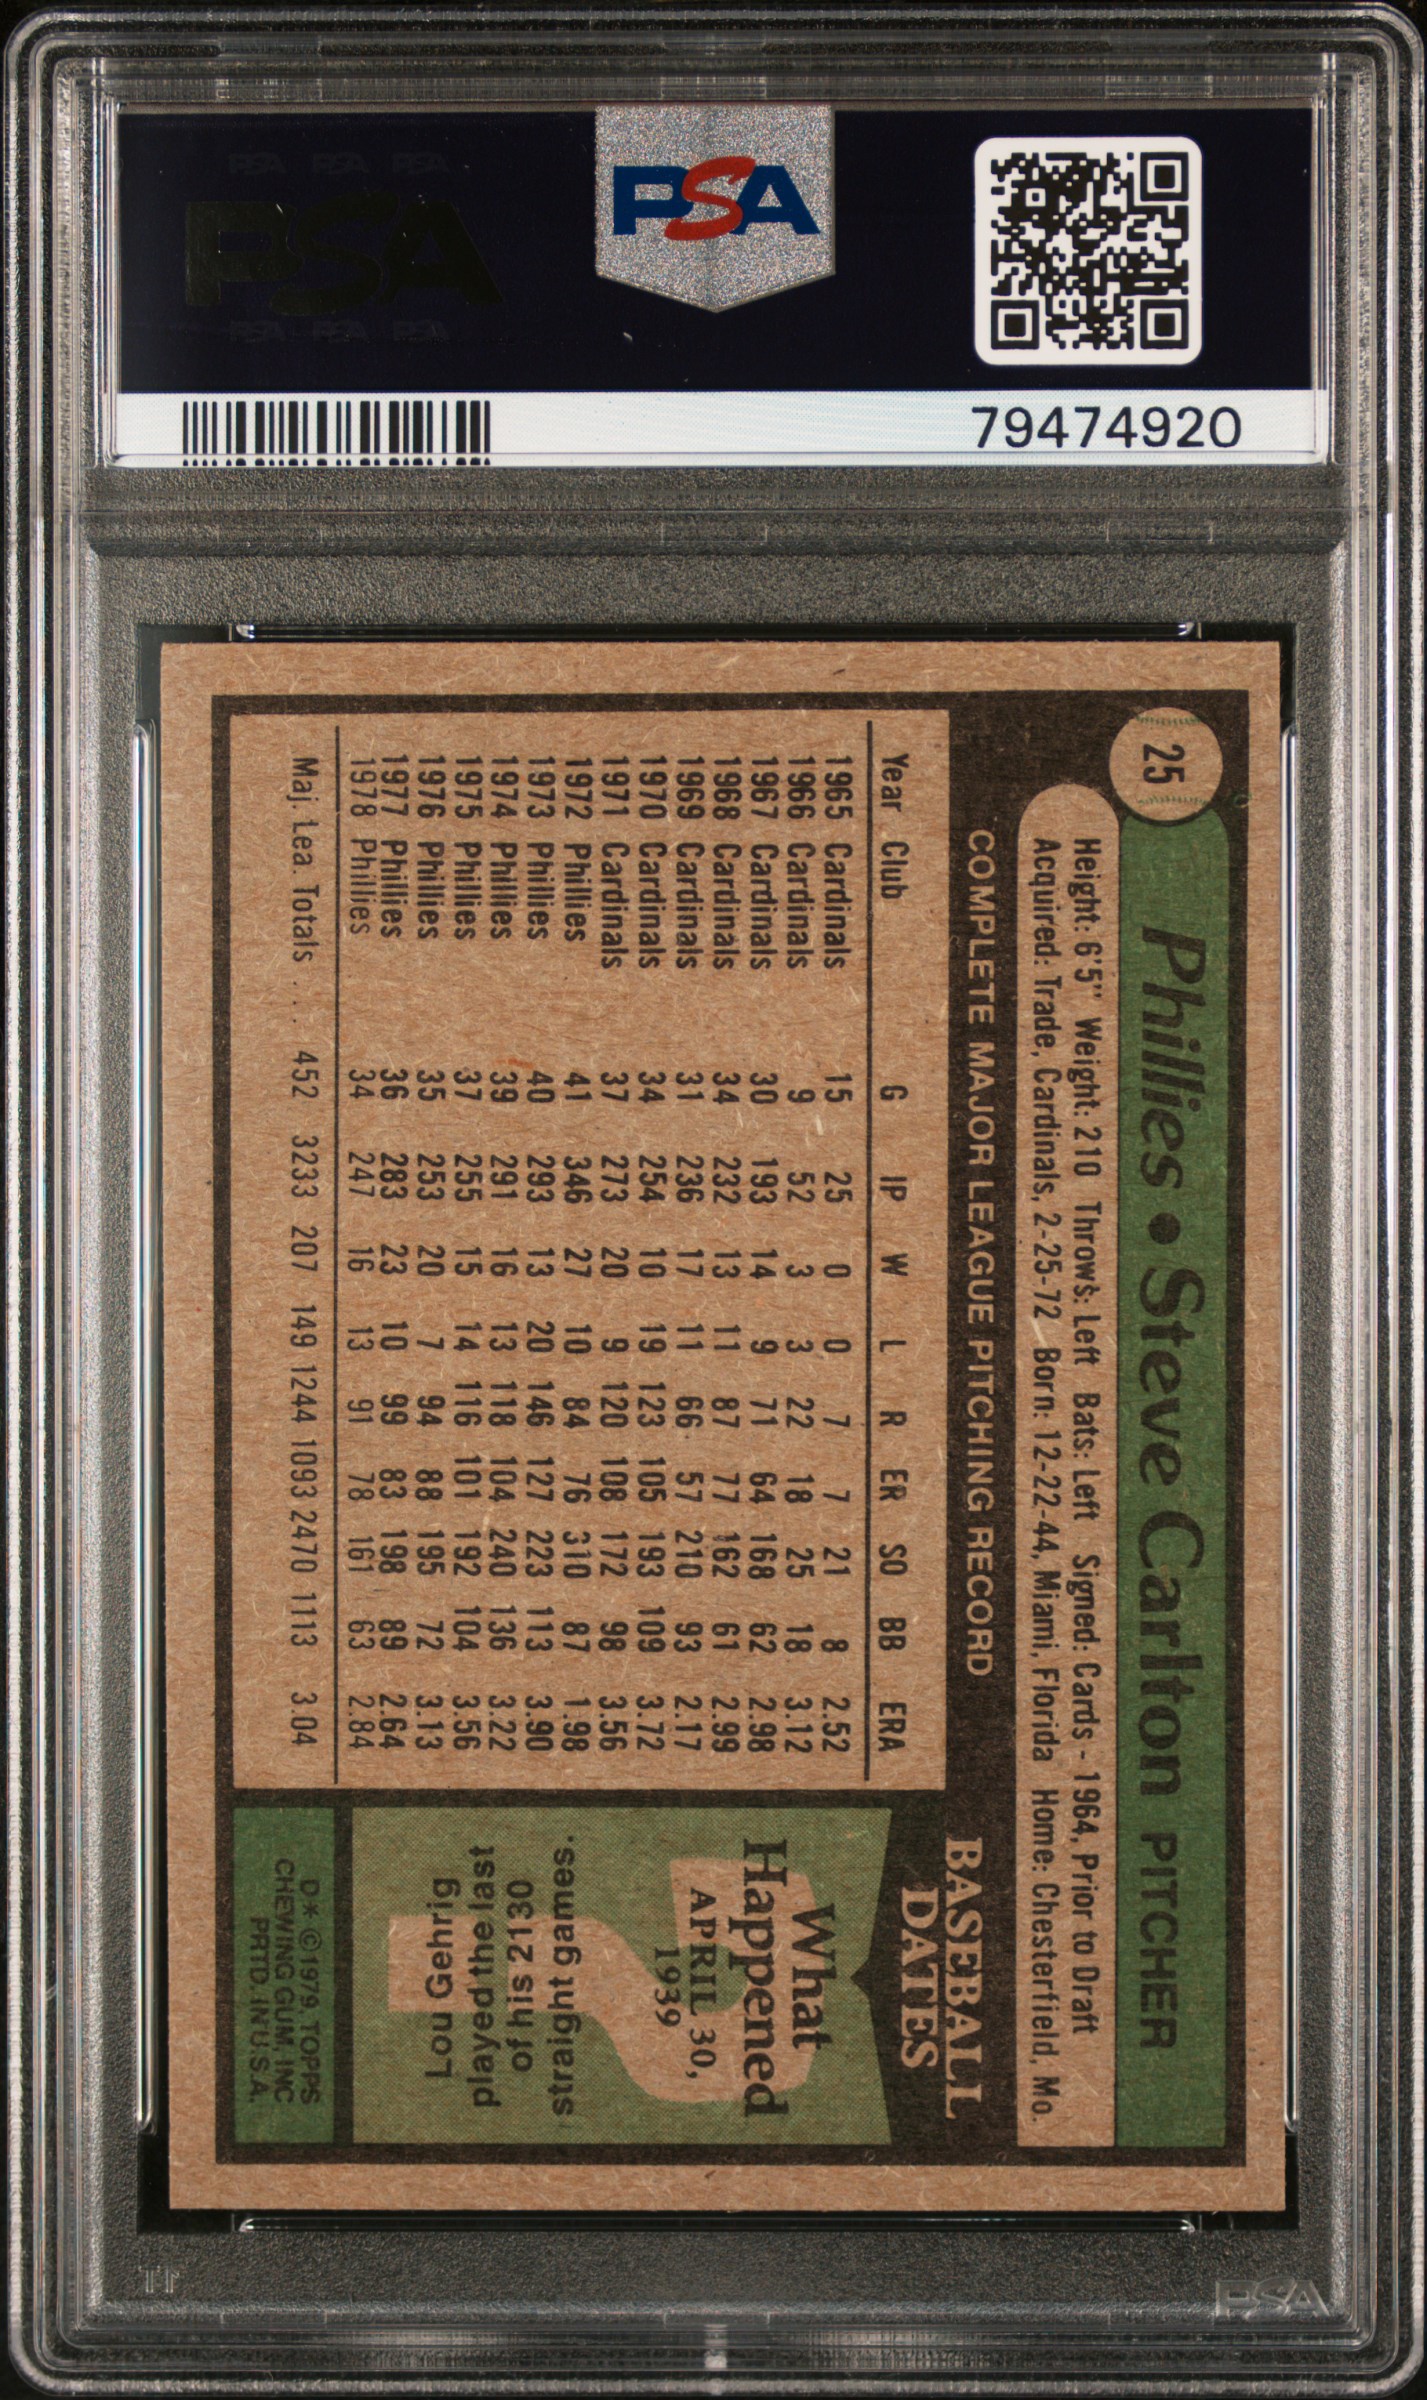 PSA
PSA PSA PSA
PSA
PSA PSA PSA
79474920
25
Phillies • Steve Carlton PITCHER
Height: 6'5" Weight: 210 Throws: Left Bats: Left Signed: Cards - 1964, Prior to Draft
Acquired: Trade, Cardinals, 2-25-72 Born: 12-22-44, Miami, Florida Home: Chesterfield, Mo.
COMPLETE MAJOR LEAGUE PITCHING RECORD
Year Club G IP W L R ER SO BB ERA
1965 Cardinals 15 25 0 0 7 7 21 8 2.52
1966 Cardinals 9 52 3 3 22 18 25 18 3.12
1967 Cardinals 30 193 14 9 71 64 168 62 2.98
1968 Cardinals 34 232 13 11 87 77 162 61 2.99
1969 Cardinals 31 236 17 11 66 57 210 93 2.17
1970 Cardinals 34 254 10 19 123 105 193 109 3.72
1971 Cardinals 37 273 20 9 120 108 172 98 3.56
1972 Phillies 41 346 27 10 84 76 310 87 1.98
1973 Phillies 40 293 13 20 146 127 223 113 3.90
1974 Phillies 39 291 16 13 118 104 240 136 3.22
1975 Phillies 37 255 15 14 116 101 192 104 3.56
1976 Phillies 35 253 20 7 94 88 195 72 3.13
1977 Phillies 36 283 23 10 99 83 198 89 2.64
1978 Phillies 34 247 16 13 91 78 161 63 2.84
Maj. Lea. Totals . . . 452 3233 207 149 1244 1093 2470 1113 3.04
BASEBALL
DATES
What
Happened
APRIL 30,
1939
?
Lou Gehrig
played the last
of his 2130
straight games.
D* © 1979 TOPPS
CHEWING GUM, INC.
PRTD. IN U.S.A.
PSA